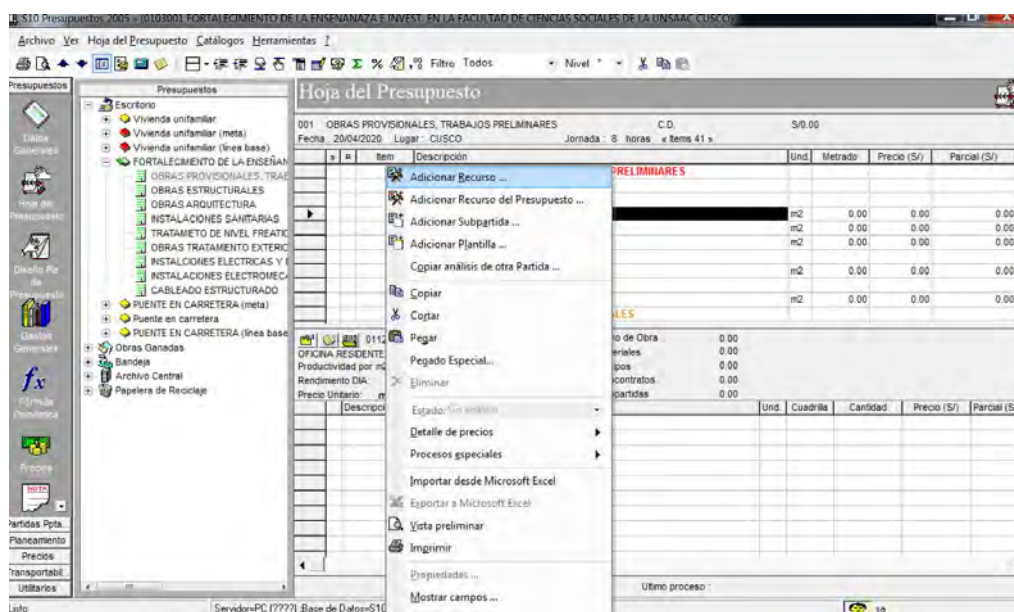 S10 Presupuestos 2005 - (0103001 FORTALECIMIENTO DE LA ENSENANAZA E INVEST. EN LA FACULTAD DE CIENCIAS SOCIALES DE LA UNSAAC CUSCO)
Archivo Ver Hoja del Presupuesto Catálogos Herramientas ?
Filtro Todos Nivel *
Presupuestos
Datos Generales
Hoja del Presupuesto
Diseño Pie de Presupuesto
Gastos Generales
fx
Fórmula Polinómica
Precios
NOTA
Partidas Ppta.
Planeamiento
Precios
Transportabil
Utilitarios
Presupuestos
Escritorio
Vivienda unifamiliar
Vivienda unifamiliar (meta)
Vivienda unifamiliar (línea base)
FORTALECIMIENTO DE LA ENSEÑAN
OBRAS PROVISIONALES, TRAB
OBRAS ESTRUCTURALES
OBRAS ARQUITECTURA
INSTALACIONES SANITARIAS
TRATAMIETO DE NIVEL FREATIC
OBRAS TRATAMIENTO EXTERIC
INSTALCIONES ELECTRICAS Y
INSTALACIONES ELECTROMEC
CABLEADO ESTRUCTURADO
PUENTE EN CARRETERA (meta)
Puente en carretera
PUENTE EN CARRETERA (línea base
Obras Ganadas
Bandeja
Archivo Central
Papelera de Reciclaje
Hoja del Presupuesto
001 OBRAS PROVISIONALES, TRABAJOS PRELIMINARES C.D. S/0.00
Fecha 20/04/2020 Lugar : CUSCO Jornada : 8 horas « Items 41 »
Item Descripción Und. Metrado Precio (S/) Parcial (S/)
PRELIMINARES
m2 0.00 0.00 0.00
m2 0.00 0.00 0.00
m2 0.00 0.00 0.00
m2 0.00 0.00 0.00
m2 0.00 0.00 0.00
LES
Adicionar Recurso ...
Adicionar Recurso del Presupuesto ...
Adicionar Subpartida ...
Adicionar Plantilla ...
Copiar análisis de otra Partida ...
Copiar
Cortar
Pegar
Pegado Especial...
Eliminar
Estado: Sin Análisis
Detalle de precios
Procesos especiales
Importar desde Microsoft Excel
Exportar a Microsoft Excel
Vista preliminar
Imprimir
Propiedades ...
Mostrar campos ...
0112
OFICINA RESIDENTE
Productividad por m2
Rendimiento DIA:
Precio Unitario: m
o de Obra 0.00
eriales 0.00
ipos 0.00
contratos 0.00
partidas 0.00
Descripci Und. Cuadrilla Cantidad Precio (S/) Parcial (S
Ultimo proceso :
Listo Servidor=PC [????] :Base de Datos=S10 sa